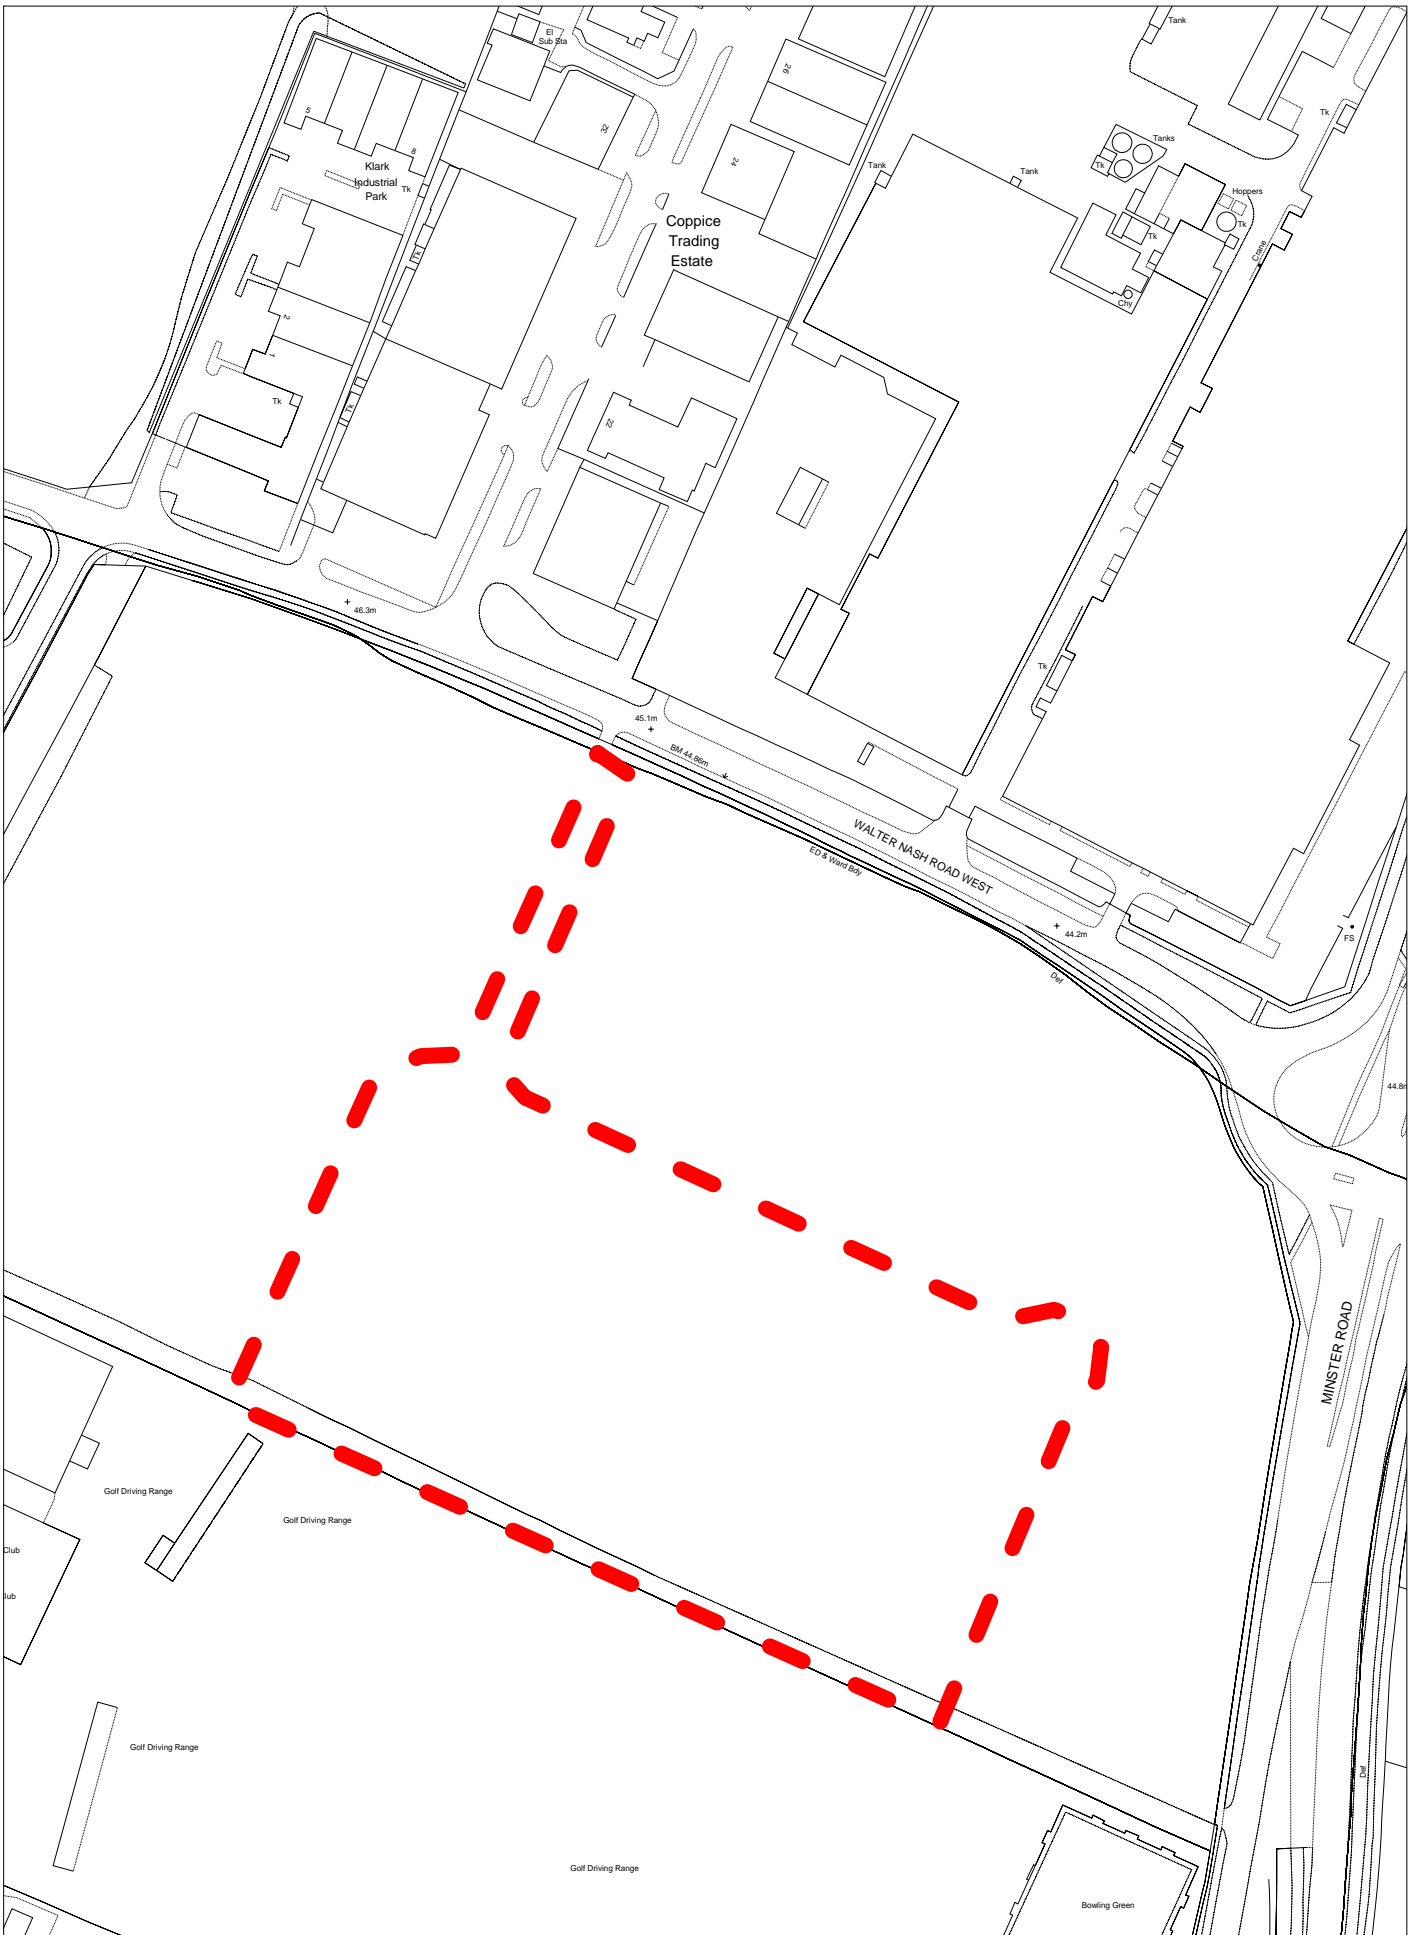 Tank
El
Sub Sta
26
5
32
8
24
Tk
Tanks
Klark
Industrial
Park
Tk
Tank
Tank
Tk
Hoppers
Tk
Coppice
Trading
Estate
Tk
Tk
Crane
Chy
2
1
Tk
Tk
22
46.3m
Tk
45.1m
BM 44.86m
WALTER NASH ROAD WEST
ED & Ward Bdy
44.2m
FS
Def
44.8m
MINSTER ROAD
Golf Driving Range
Golf Driving Range
Club
lub
Golf Driving Range
Def
Golf Driving Range
Bowling Green